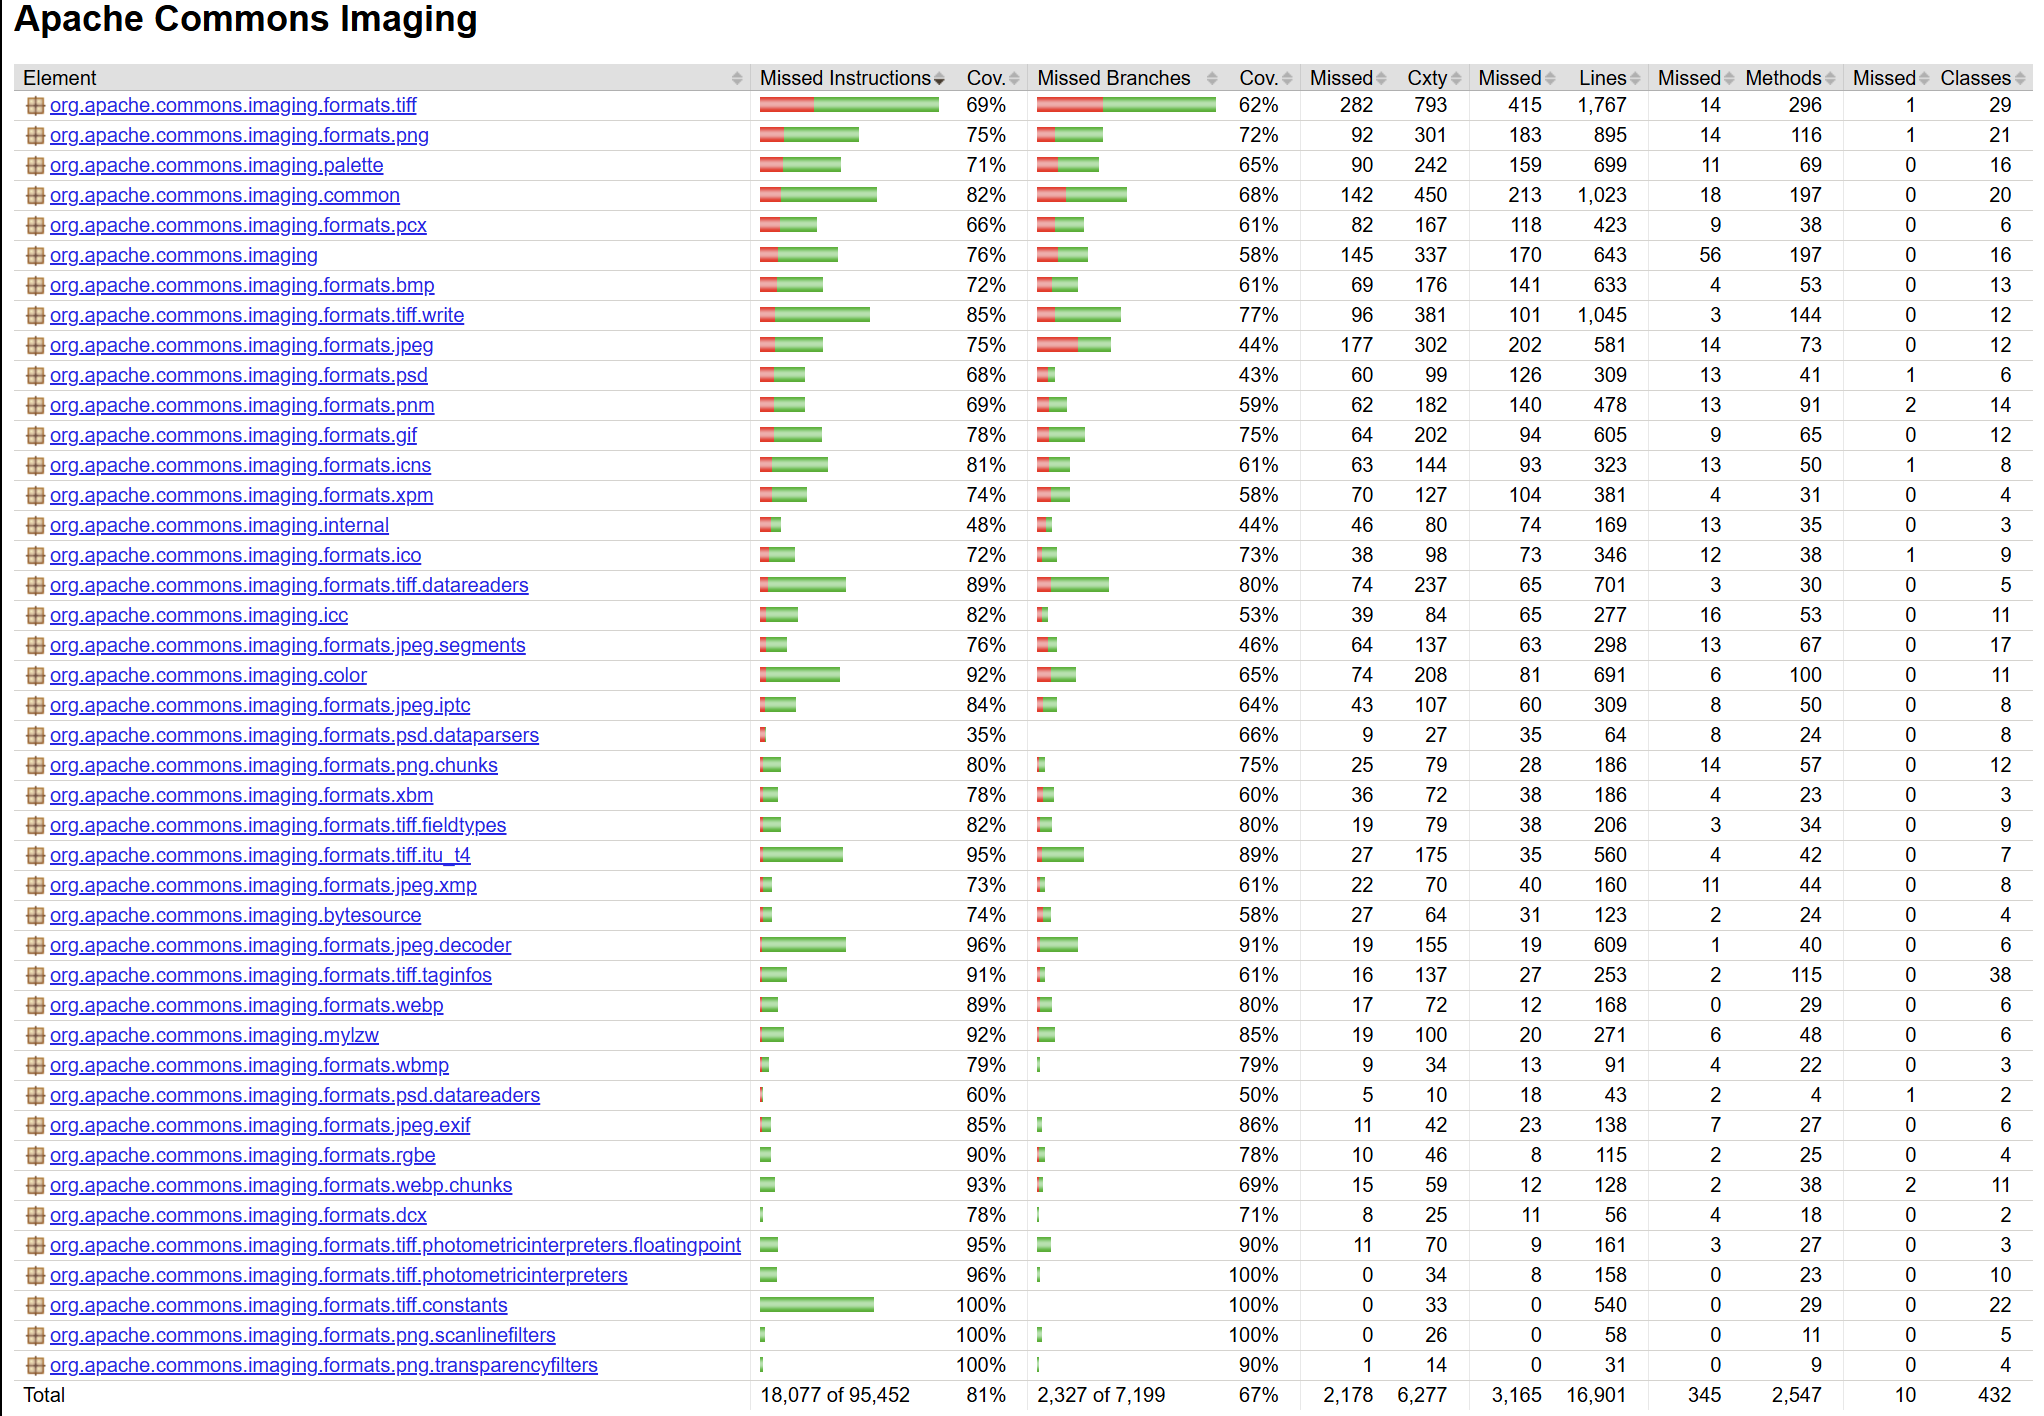 Apache Commons Imaging
Element Missed Instructions Cov. Missed Branches Cov. Missed Cxty Missed Lines Missed Methods Missed Classes
org.apache.commons.imaging.formats.tiff 69% 62% 282 793 415 1,767 14 296 1 29
org.apache.commons.imaging.formats.png 75% 72% 92 301 183 895 14 116 1 21
org.apache.commons.imaging.palette 71% 65% 90 242 159 699 11 69 0 16
org.apache.commons.imaging.common 82% 68% 142 450 213 1,023 18 197 0 20
org.apache.commons.imaging.formats.pcx 66% 61% 82 167 118 423 9 38 0 6
org.apache.commons.imaging 76% 58% 145 337 170 643 56 197 0 16
org.apache.commons.imaging.formats.bmp 72% 61% 69 176 141 633 4 53 0 13
org.apache.commons.imaging.formats.tiff.write 85% 77% 96 381 101 1,045 3 144 0 12
org.apache.commons.imaging.formats.jpeg 75% 44% 177 302 202 581 14 73 0 12
org.apache.commons.imaging.formats.psd 68% 43% 60 99 126 309 13 41 1 6
org.apache.commons.imaging.formats.pnm 69% 59% 62 182 140 478 13 91 2 14
org.apache.commons.imaging.formats.gif 78% 75% 64 202 94 605 9 65 0 12
org.apache.commons.imaging.formats.icns 81% 61% 63 144 93 323 13 50 1 8
org.apache.commons.imaging.formats.xpm 74% 58% 70 127 104 381 4 31 0 4
org.apache.commons.imaging.internal 48% 44% 46 80 74 169 13 35 0 3
org.apache.commons.imaging.formats.ico 72% 73% 38 98 73 346 12 38 1 9
org.apache.commons.imaging.formats.tiff.datareaders 89% 80% 74 237 65 701 3 30 0 5
org.apache.commons.imaging.icc 82% 53% 39 84 65 277 16 53 0 11
org.apache.commons.imaging.formats.jpeg.segments 76% 46% 64 137 63 298 13 67 0 17
org.apache.commons.imaging.color 92% 65% 74 208 81 691 6 100 0 11
org.apache.commons.imaging.formats.jpeg.iptc 84% 64% 43 107 60 309 8 50 0 8
org.apache.commons.imaging.formats.psd.dataparsers 35% 66% 9 27 35 64 8 24 0 8
org.apache.commons.imaging.formats.png.chunks 80% 75% 25 79 28 186 14 57 0 12
org.apache.commons.imaging.formats.xbm 78% 60% 36 72 38 186 4 23 0 3
org.apache.commons.imaging.formats.tiff.fieldtypes 82% 80% 19 79 38 206 3 34 0 9
org.apache.commons.imaging.formats.tiff.itu_t4 95% 89% 27 175 35 560 4 42 0 7
org.apache.commons.imaging.formats.jpeg.xmp 73% 61% 22 70 40 160 11 44 0 8
org.apache.commons.imaging.bytesource 74% 58% 27 64 31 123 2 24 0 4
org.apache.commons.imaging.formats.jpeg.decoder 96% 91% 19 155 19 609 1 40 0 6
org.apache.commons.imaging.formats.tiff.taginfos 91% 61% 16 137 27 253 2 115 0 38
org.apache.commons.imaging.formats.webp 89% 80% 17 72 12 168 0 29 0 6
org.apache.commons.imaging.mylzw 92% 85% 19 100 20 271 6 48 0 6
org.apache.commons.imaging.formats.wbmp 79% 79% 9 34 13 91 4 22 0 3
org.apache.commons.imaging.formats.psd.datareaders 60% 50% 5 10 18 43 2 4 1 2
org.apache.commons.imaging.formats.jpeg.exif 85% 86% 11 42 23 138 7 27 0 6
org.apache.commons.imaging.formats.rgbe 90% 78% 10 46 8 115 2 25 0 4
org.apache.commons.imaging.formats.webp.chunks 93% 69% 15 59 12 128 2 38 2 11
org.apache.commons.imaging.formats.dcx 78% 71% 8 25 11 56 4 18 0 2
org.apache.commons.imaging.formats.tiff.photometricinterpreters.floatingpoint 95% 90% 11 70 9 161 3 27 0 3
org.apache.commons.imaging.formats.tiff.photometricinterpreters 96% 100% 0 34 8 158 0 23 0 10
org.apache.commons.imaging.formats.tiff.constants 100% 100% 0 33 0 540 0 29 0 22
org.apache.commons.imaging.formats.png.scanlinefilters 100% 100% 0 26 0 58 0 11 0 5
org.apache.commons.imaging.formats.png.transparencyfilters 100% 90% 1 14 0 31 0 9 0 4
Total 18,077 of 95,452 81% 2,327 of 7,199 67% 2,178 6,277 3,165 16,901 345 2,547 10 432